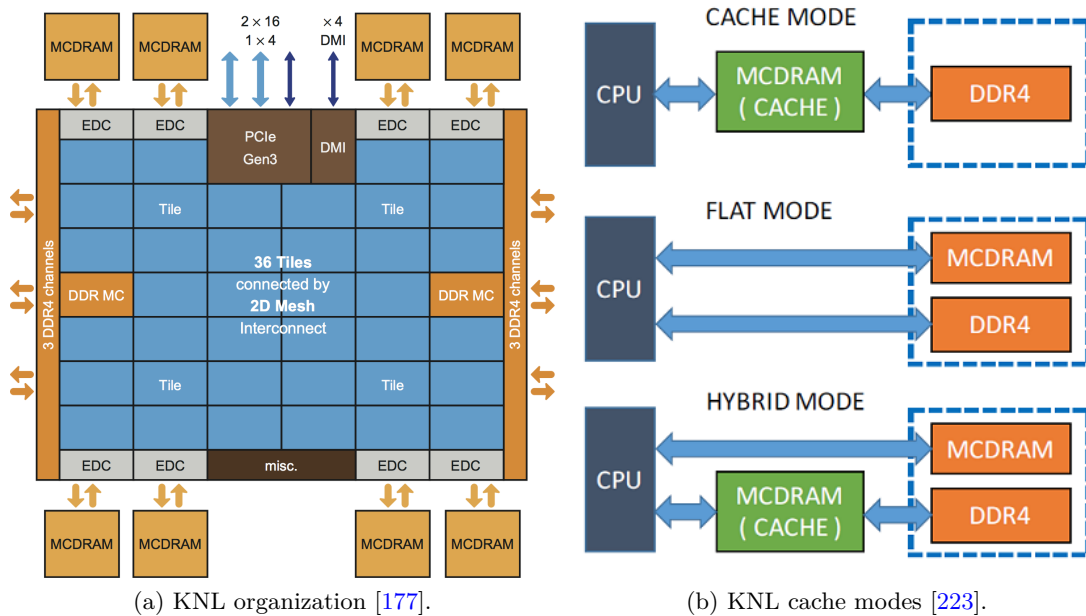 MCDRAM
MCDRAM
2 × 16
1 × 4
× 4
DMI
MCDRAM
MCDRAM
EDC
EDC
PCIe
Gen3
DMI
EDC
EDC
Tile
Tile
3 DDR4 channels
DDR MC
36 Tiles
connected by
2D Mesh
Interconnect
DDR MC
3 DDR4 channels
Tile
Tile
EDC
EDC
misc.
EDC
EDC
MCDRAM
MCDRAM
MCDRAM
MCDRAM
(a) KNL organization [177].
CACHE MODE
CPU
MCDRAM
( CACHE )
DDR4
FLAT MODE
CPU
MCDRAM
DDR4
HYBRID MODE
CPU
MCDRAM
MCDRAM
( CACHE )
DDR4
(b) KNL cache modes [223].